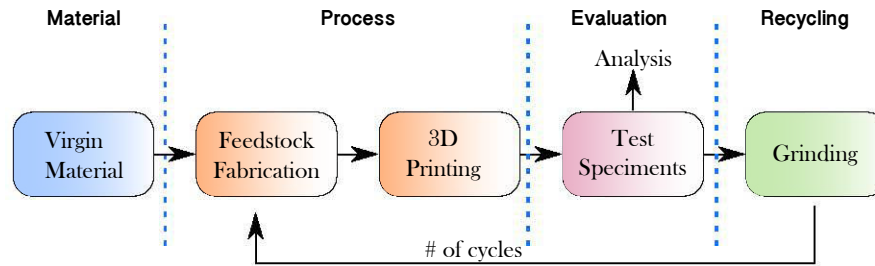 Material Process Evaluation Recycling
Analysis
Virgin
Material
Feedstock
Fabrication
3D
Printing
Test
Speciments
Grinding
# of cycles